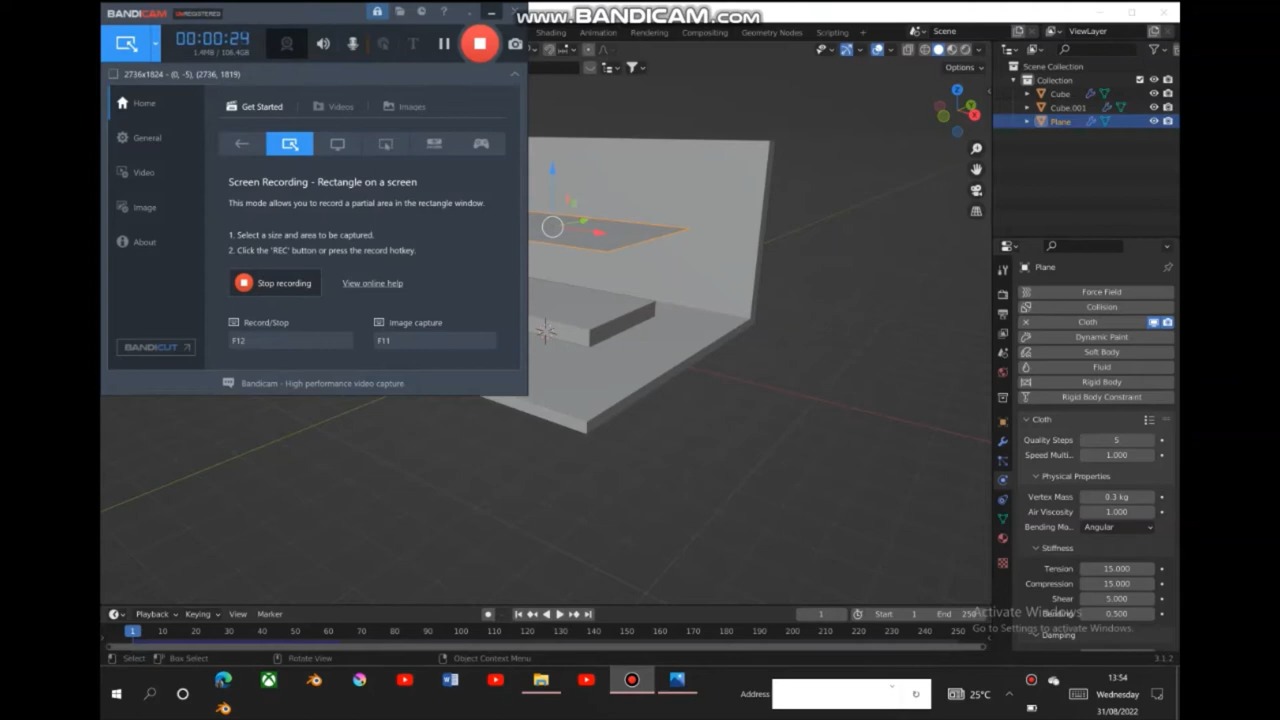 www.BANDICAM.com
BANDICAM UNREGISTERED
00:00:24
1.4MB / 106.4GB
Shading Animation Rendering Compositing Geometry Nodes Scripting +
Scene ViewLayer
2736x1824 - (0, -5), (2736, 1819)
Options
Home
General
Video
Image
About
BANDICUT
Get Started Videos Images
Screen Recording - Rectangle on a screen
This mode allows you to record a partial area in the rectangle window.
1. Select a size and area to be captured.
2. Click the 'REC' button or press the record hotkey.
Stop recording View online help
Record/Stop Image capture
F12 F11
Bandicam - High performance video capture
Z
Y
X
Scene Collection
Collection
Cube
Cube.001
Plane
Plane
Force Field
Collision
Cloth
Dynamic Paint
Soft Body
Fluid
Rigid Body
Rigid Body Constraint
Cloth
Quality Steps 5
Speed Multi.. 1.000
Physical Properties
Vertex Mass 0.3 kg
Air Viscosity 1.000
Bending Mo.. Angular
Stiffness
Tension 15.000
Compression 15.000
Shear 5.000
Bending 0.500
Damping
Activate Windows
Go to Settings to activate Windows.
Playback Keying View Marker
1 Start 1 End 250
1 10 20 30 40 50 60 70 80 90 100 110 120 130 140 150 160 170 180 190 200 210 220 230 240 250
Select Box Select Rotate View Object Context Menu 3.1.2
Address
25°C
13:54
Wednesday
31/08/2022